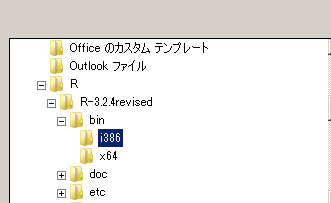 Office のカスタム テンプレート
Outlook ファイル
R
R-3.2.4revised
bin
i386
x64
doc
etc